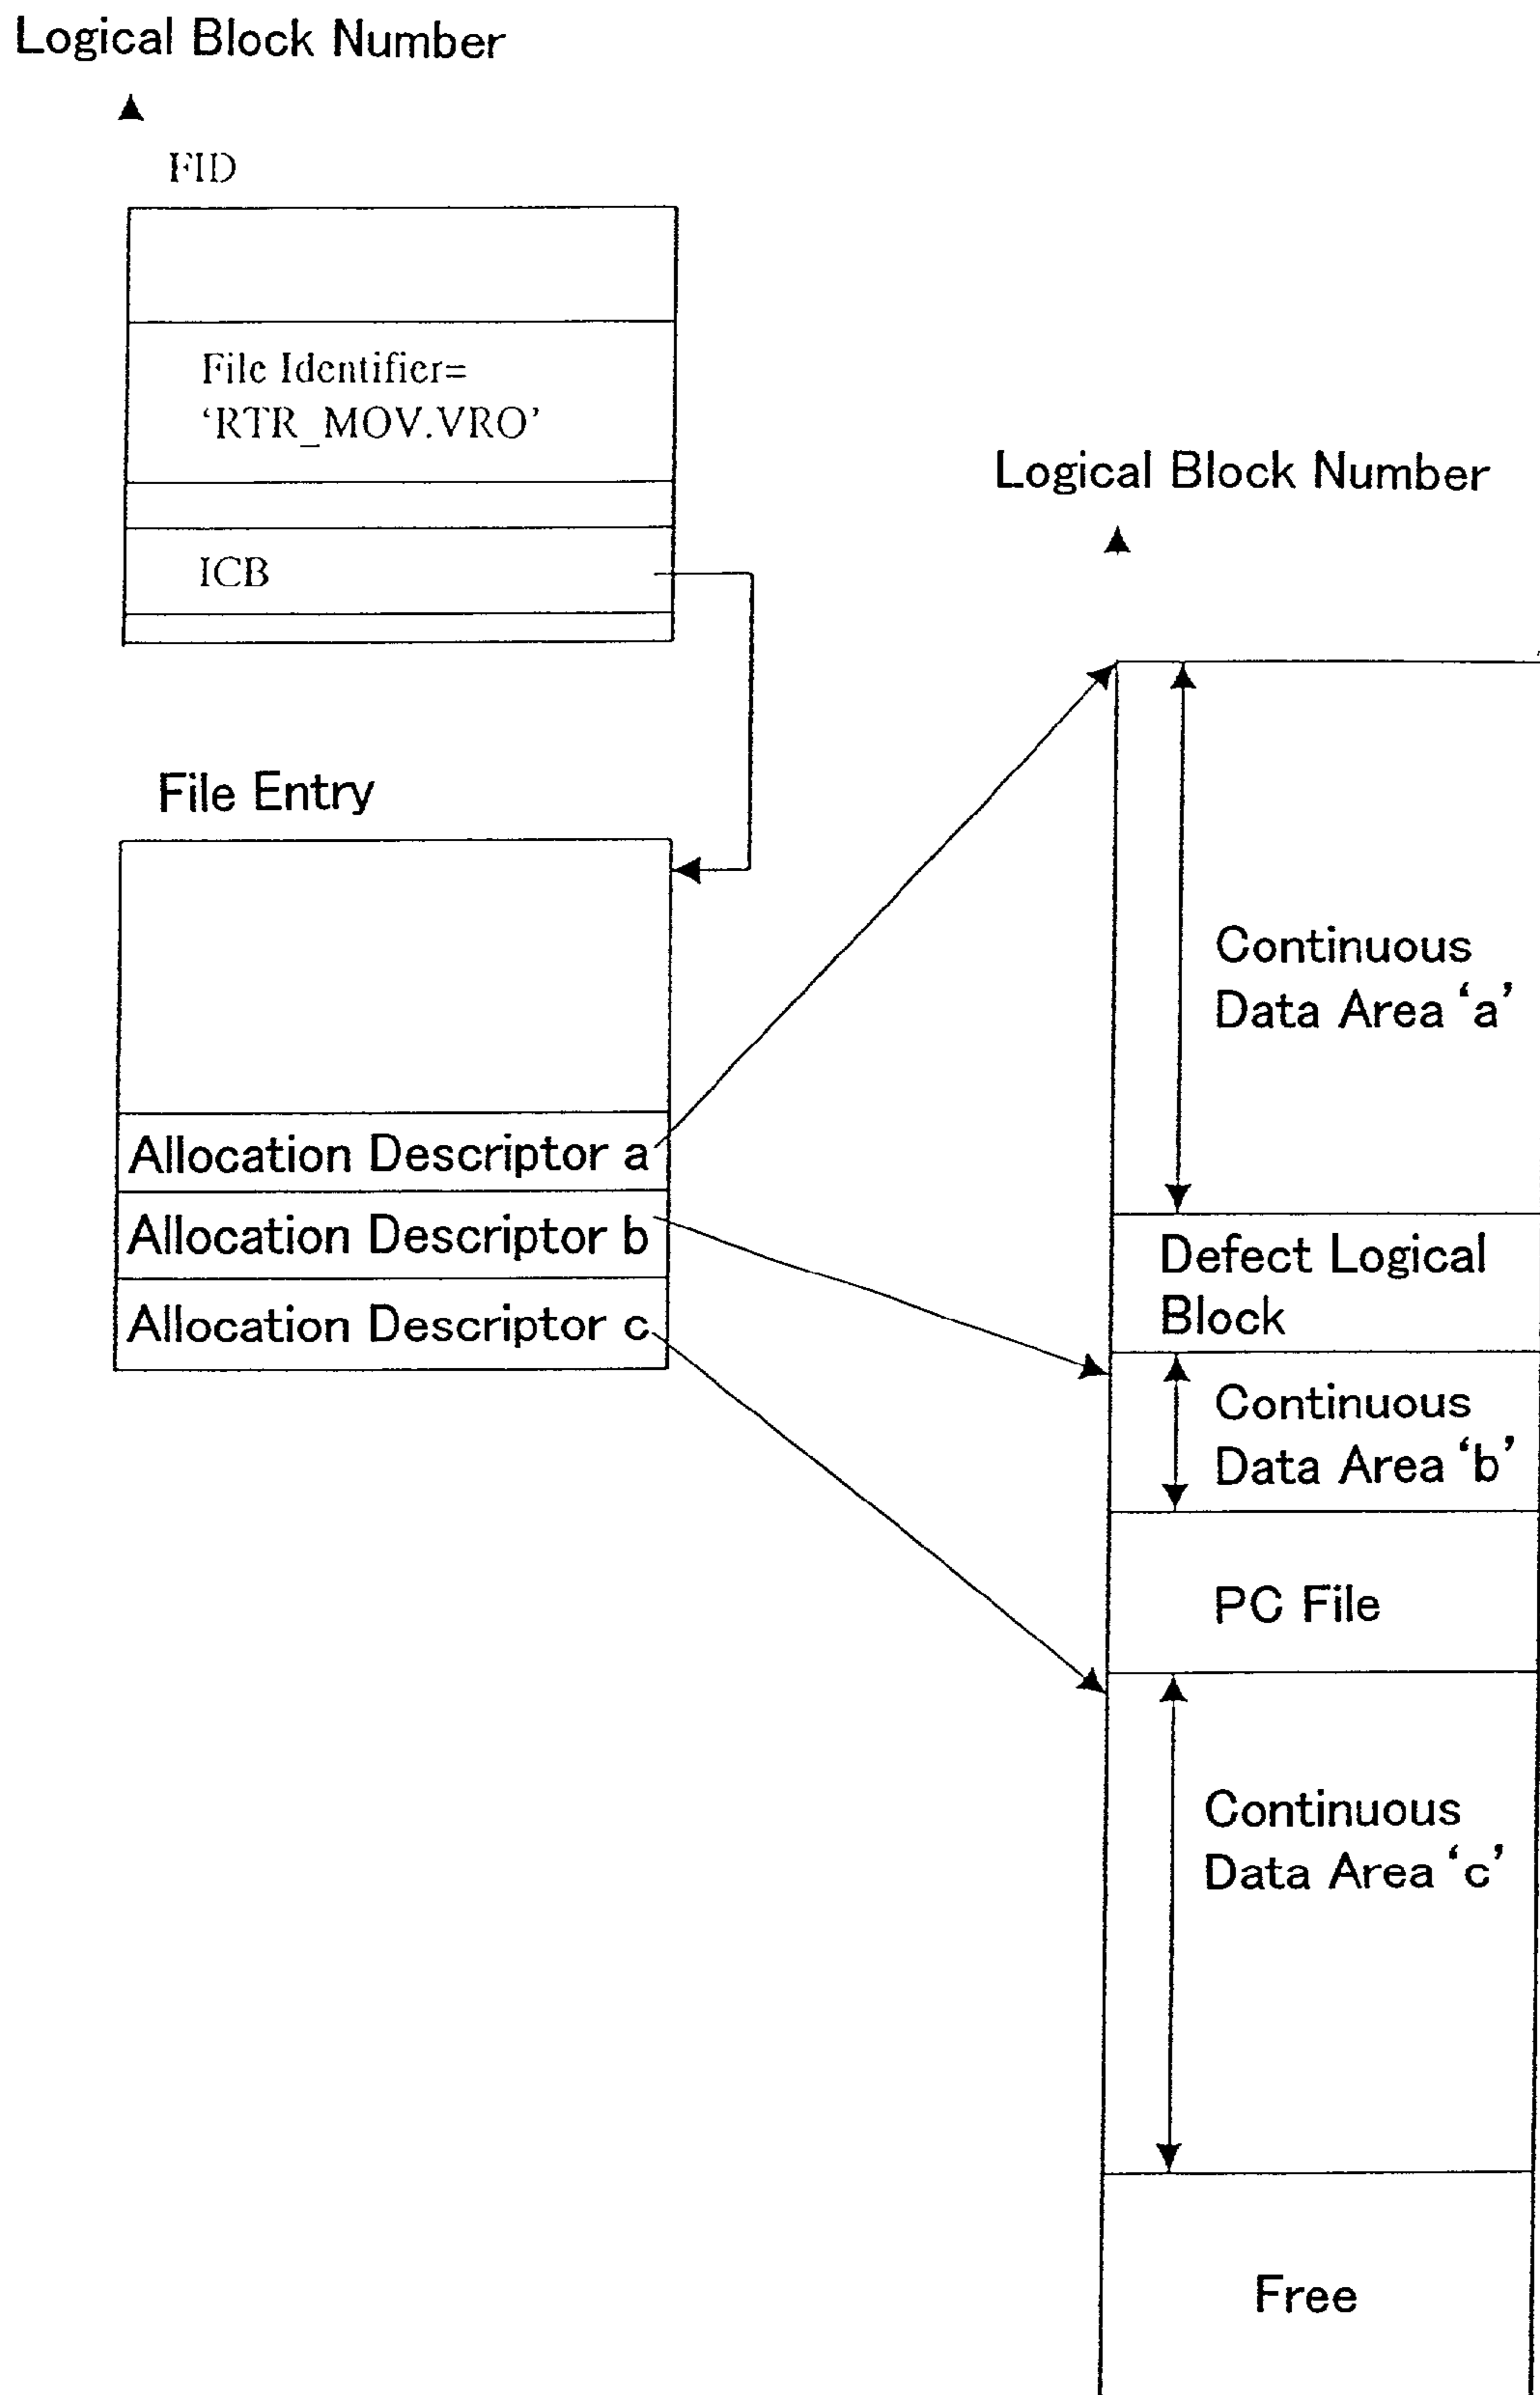 Logical Block Number
FID
File Identifier=
‘RTR_MOV.VRO’
ICB
File Entry
Allocation Descriptor a
Allocation Descriptor b
Allocation Descriptor c
Logical Block Number
Continuous
Data Area ‘a’
Defect Logical
Block
Continuous
Data Area ‘b’
PC File
Continuous
Data Area ‘c’
Free